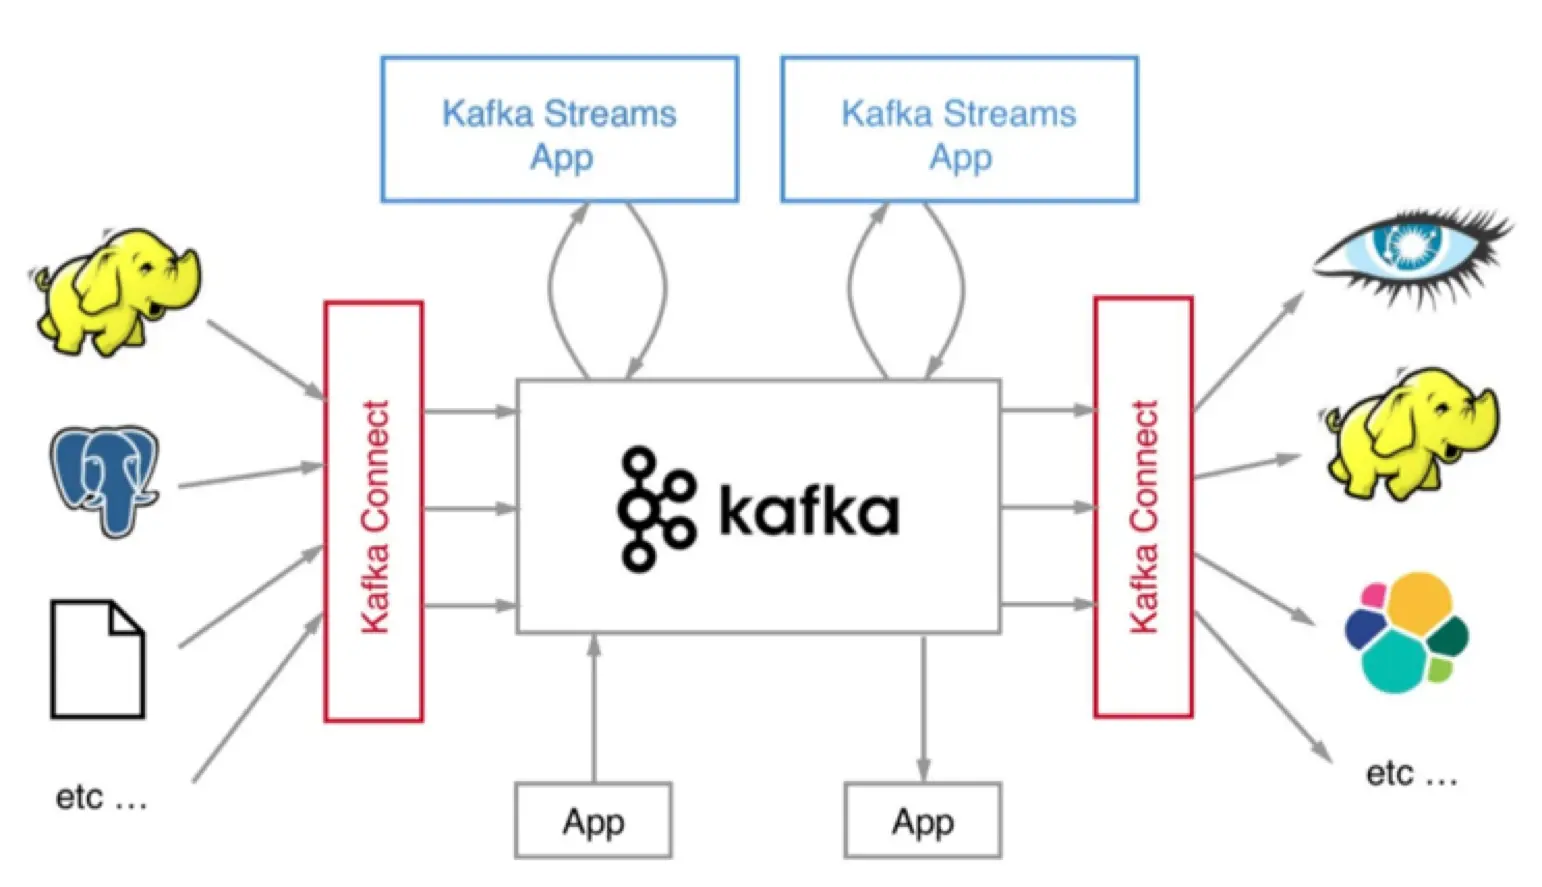 Kafka Streams
App
Kafka Streams
App
Kafka Connect
kafka
Kafka Connect
etc ...
etc ...
App
App